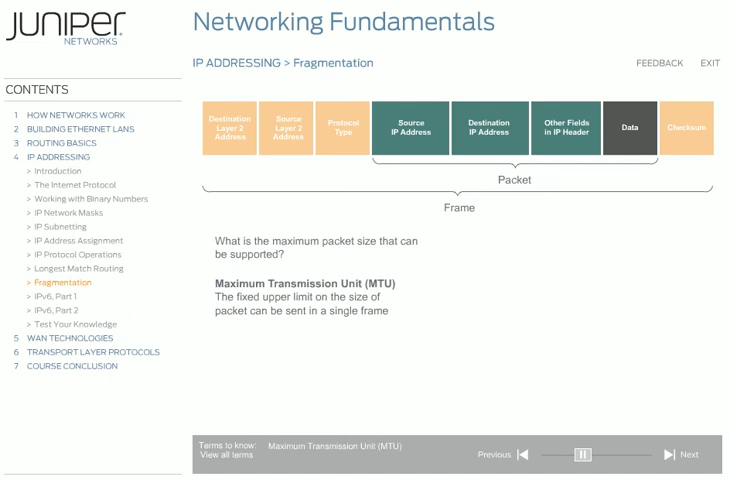 JUNIPER
NETWORKS
Networking Fundamentals
IP ADDRESSING > Fragmentation
FEEDBACK
EXIT
CONTENTS
1 HOW NETWORKS WORK
2 BUILDING ETHERNET LANS
3 ROUTING BASICS
4 IP ADDRESSING
> Introduction
> The Internet Protocol
> Working with Binary Numbers
> IP Network Masks
> IP Subnetting
> IP Address Assignment
> IP Protocol Operations
> Longest Match Routing
> Fragmentation
> IPv6, Part 1
> IPv6, Part 2
> Test Your Knowledge
5 WAN TECHNOLOGIES
6 TRANSPORT LAYER PROTOCOLS
7 COURSE CONCLUSION
Destination
Layer 2
Address
Source
Layer 2
Address
Protocol
Type
Source
IP Address
Destination
IP Address
Other Fields
in IP Header
Data
Checksum
Packet
Frame
What is the maximum packet size that can
be supported?
Maximum Transmission Unit (MTU)
The fixed upper limit on the size of
packet can be sent in a single frame
Terms to know: Maximum Transmission Unit (MTU)
View all terms
Previous
Next